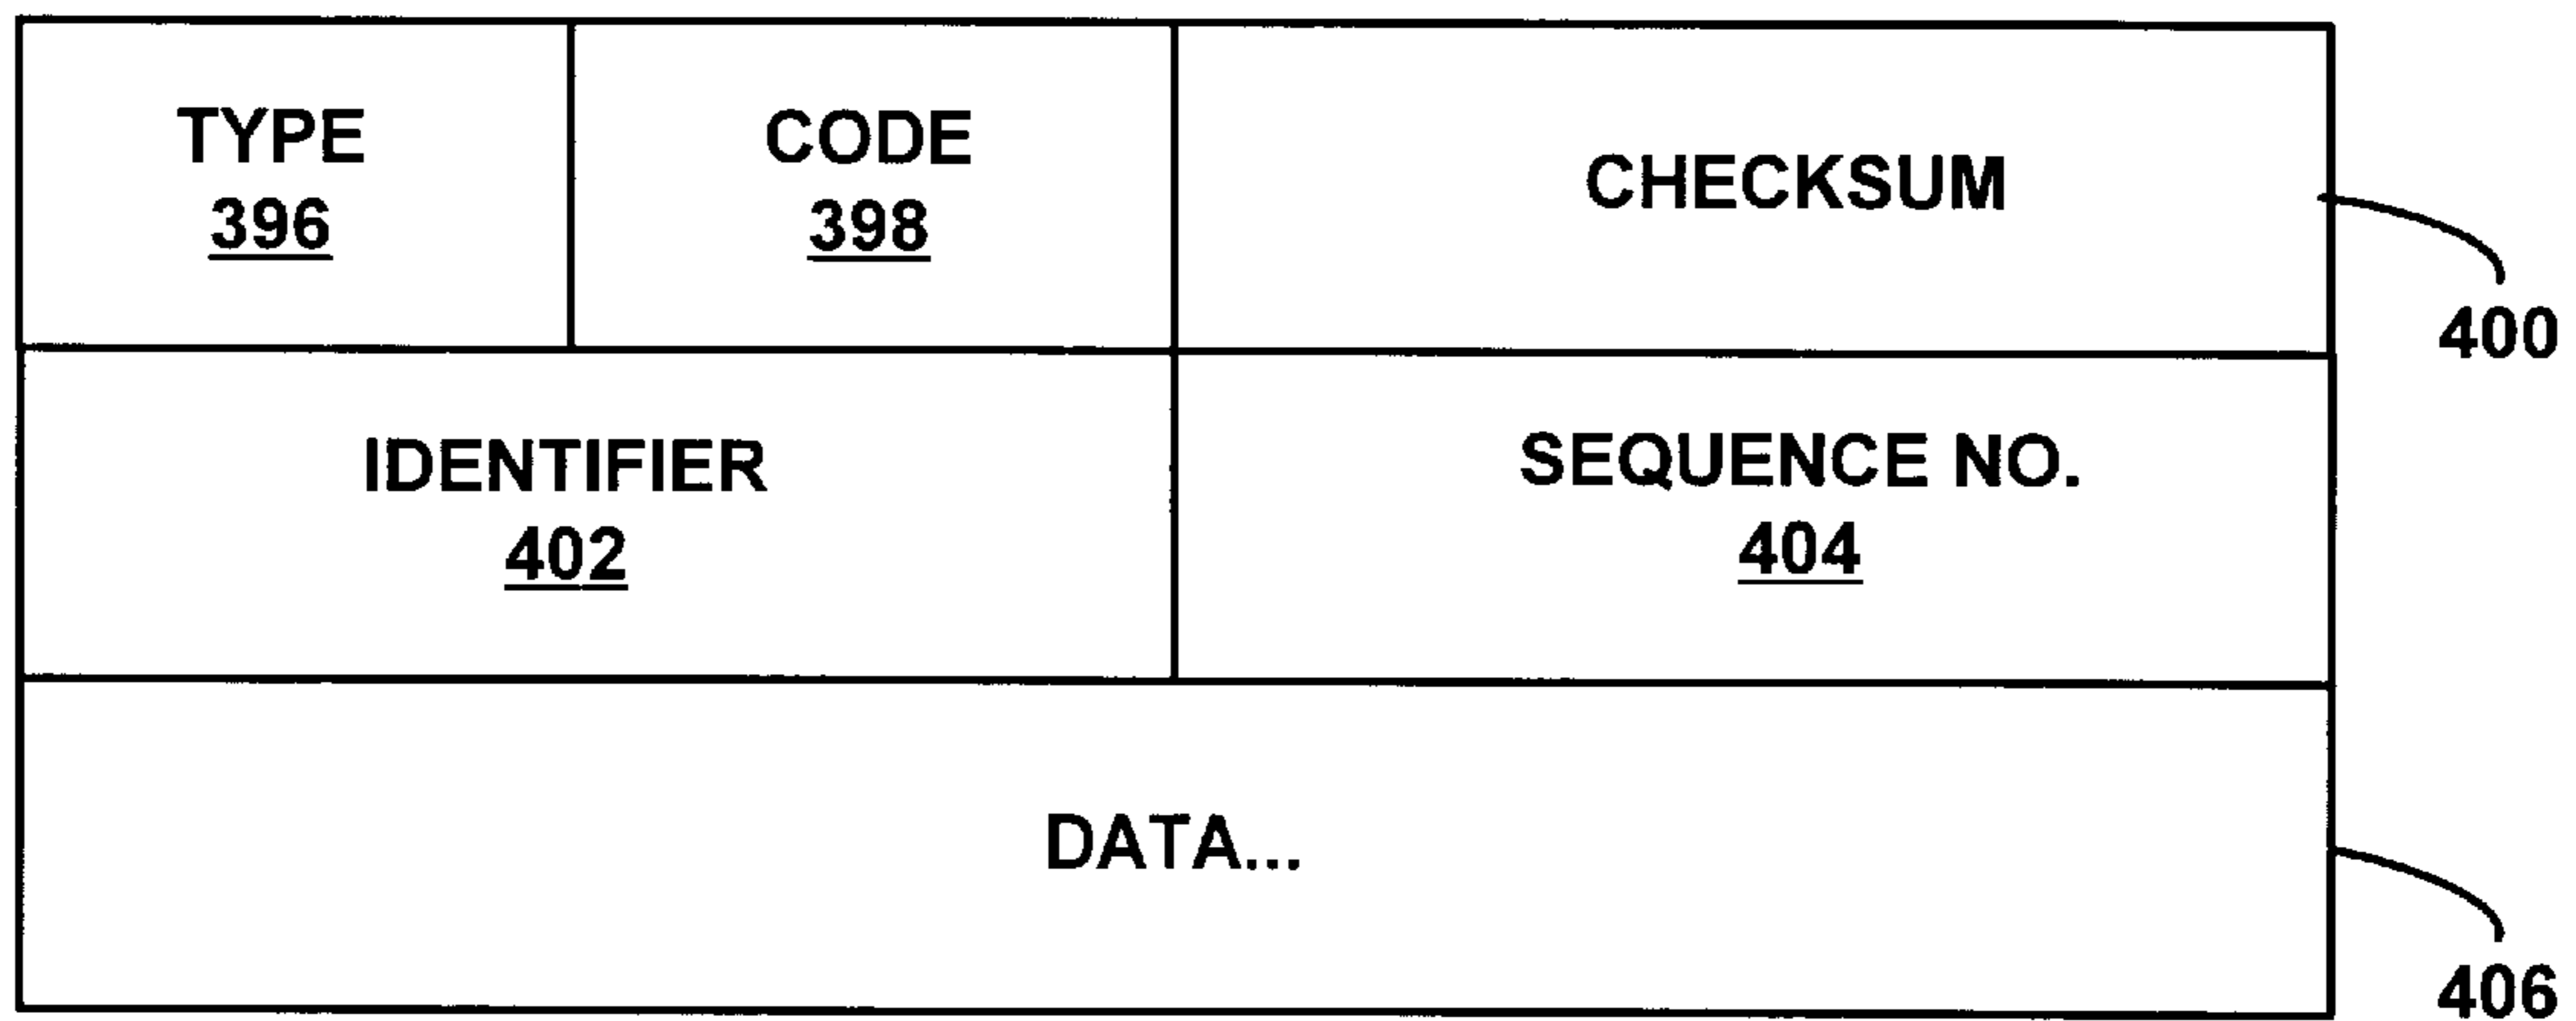 TYPE
396
CODE
398
CHECKSUM
400
IDENTIFIER
402
SEQUENCE NO.
404
DATA...
406